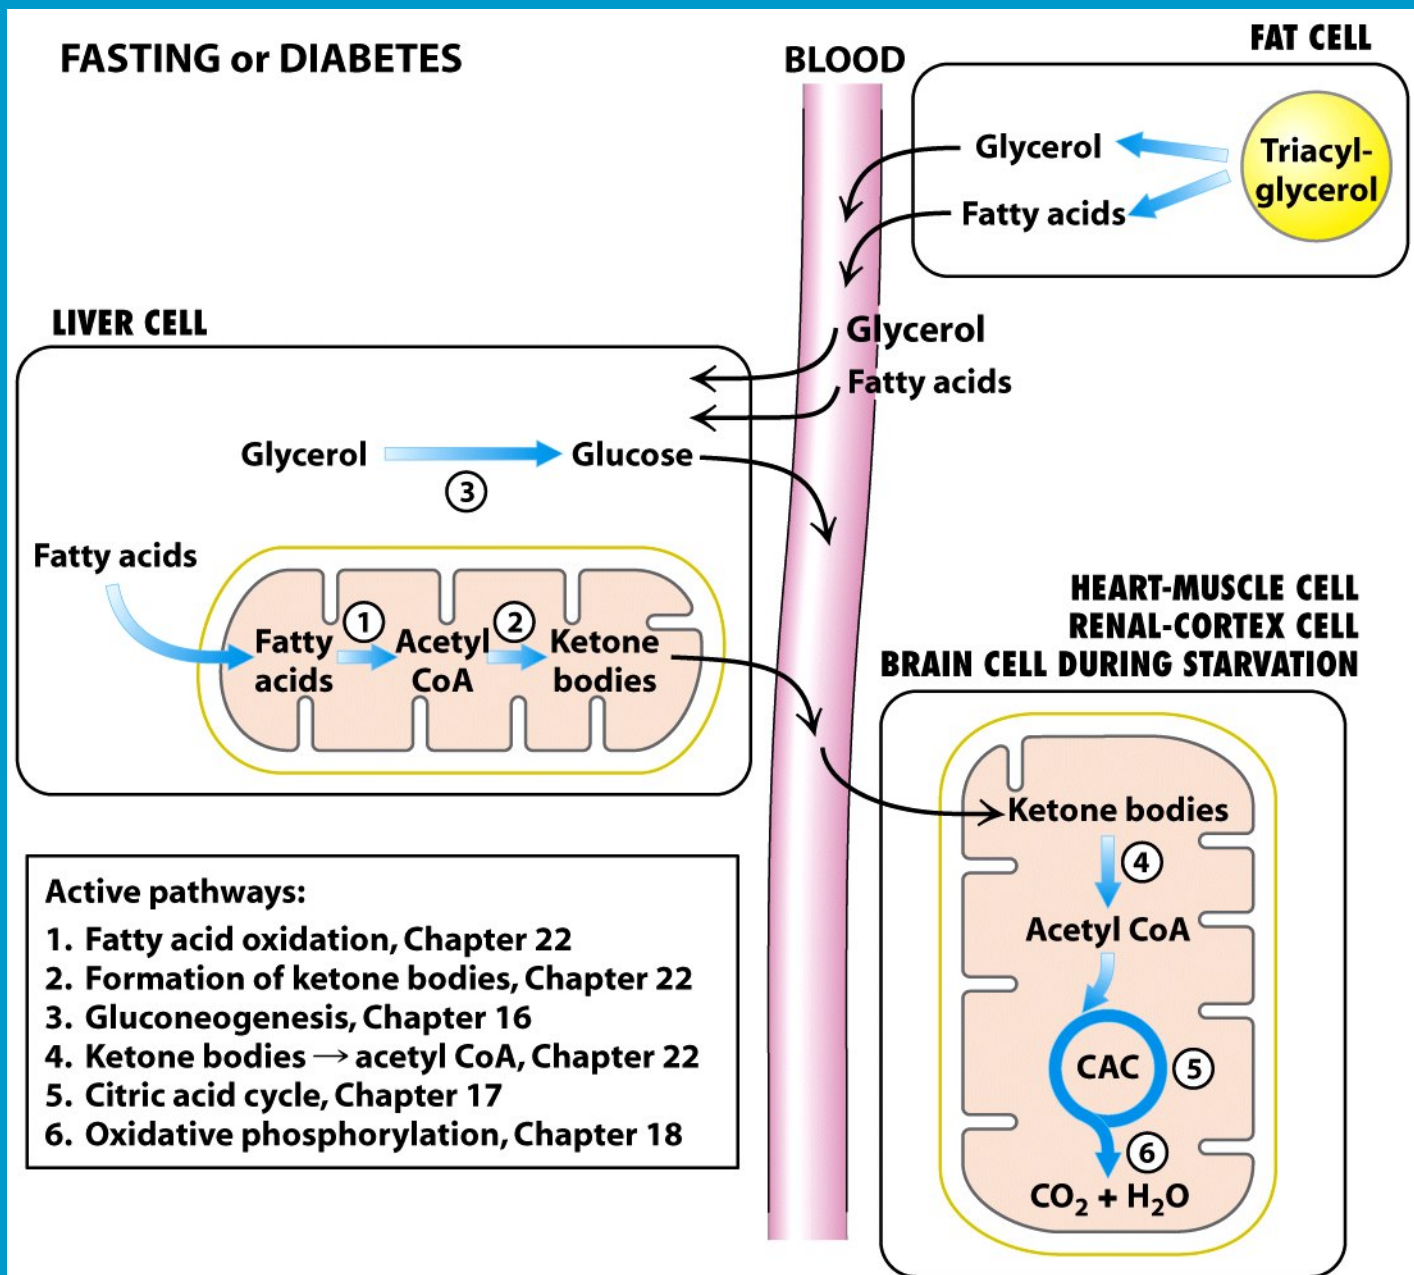 FASTING or DIABETES
BLOOD
FAT CELL
Glycerol
Fatty acids
Triacyl-
glycerol
Glycerol
Fatty acids
LIVER CELL
Glycerol
Glucose
3
Fatty acids
Fatty
acids
1
Acetyl
CoA
2
Ketone
bodies
HEART-MUSCLE CELL
RENAL-CORTEX CELL
BRAIN CELL DURING STARVATION
Ketone bodies
4
Acetyl CoA
CAC
5
6
CO₂ + H₂O
Active pathways:
1. Fatty acid oxidation, Chapter 22
2. Formation of ketone bodies, Chapter 22
3. Gluconeogenesis, Chapter 16
4. Ketone bodies → acetyl CoA, Chapter 22
5. Citric acid cycle, Chapter 17
6. Oxidative phosphorylation, Chapter 18